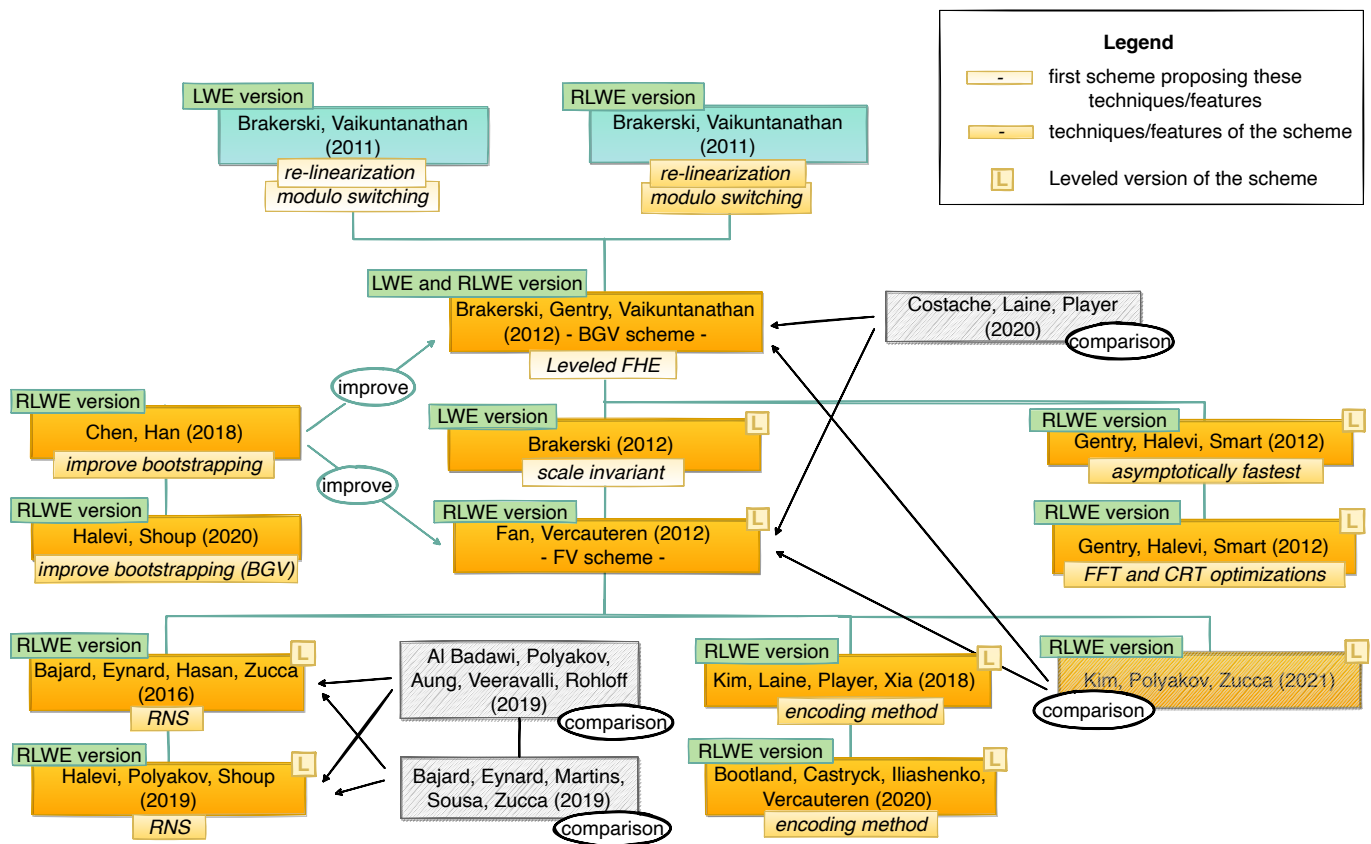 Legend
-
first scheme proposing these
techniques/features
-
techniques/features of the scheme
L
Leveled version of the scheme
LWE version
Brakerski, Vaikuntanathan
(2011)
re-linearization
modulo switching
RLWE version
Brakerski, Vaikuntanathan
(2011)
re-linearization
modulo switching
LWE and RLWE version
Brakerski, Gentry, Vaikuntanathan
(2012) - BGV scheme -
Leveled FHE
Costache, Laine, Player
(2020)
comparison
improve
improve
RLWE version
Chen, Han (2018)
improve bootstrapping
RLWE version
Halevi, Shoup (2020)
improve bootstrapping (BGV)
LWE version
L
Brakerski (2012)
scale invariant
RLWE version
L
Fan, Vercauteren (2012)
- FV scheme -
RLWE version
L
Gentry, Halevi, Smart (2012)
asymptotically fastest
RLWE version
L
Gentry, Halevi, Smart (2012)
FFT and CRT optimizations
RLWE version
L
Bajard, Eynard, Hasan, Zucca
(2016)
RNS
RLWE version
L
Halevi, Polyakov, Shoup
(2019)
RNS
Al Badawi, Polyakov,
Aung, Veeravalli, Rohloff
(2019)
comparison
Bajard, Eynard, Martins,
Sousa, Zucca (2019)
comparison
RLWE version
L
Kim, Laine, Player, Xia (2018)
encoding method
RLWE version
L
Bootland, Castryck, Iliashenko,
Vercauteren (2020)
encoding method
RLWE version
L
Kim, Polyakov, Zucca (2021)
comparison